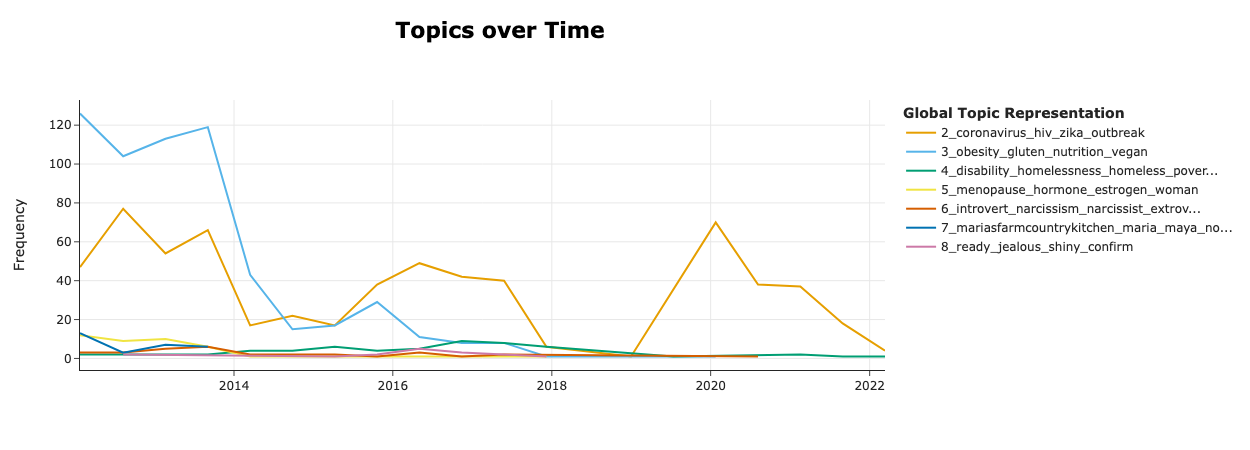 Topics over Time
Global Topic Representation
2_coronavirus_hiv_zika_outbreak
3_obesity_gluten_nutrition_vegan
4_disability_homelessness_homeless_pover...
5_menopause_hormone_estrogen_woman
6_introvert_narcissism_narcissist_extrov...
7_mariasfarmcountrykitchen_maria_maya_no...
8_ready_jealous_shiny_confirm
Frequency
120
100
80
60
40
20
0
2014 2016 2018 2020 2022